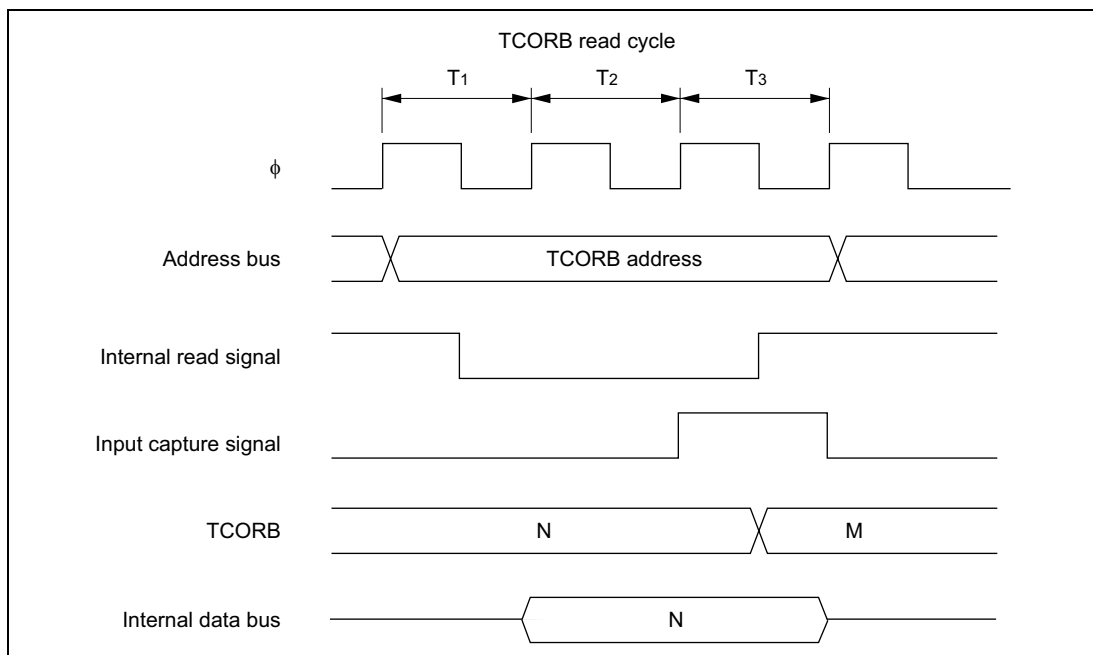 TCORB read cycle
T1 T2 T3
ϕ
Address bus TCORB address
Internal read signal
Input capture signal
TCORB N M
Internal data bus N